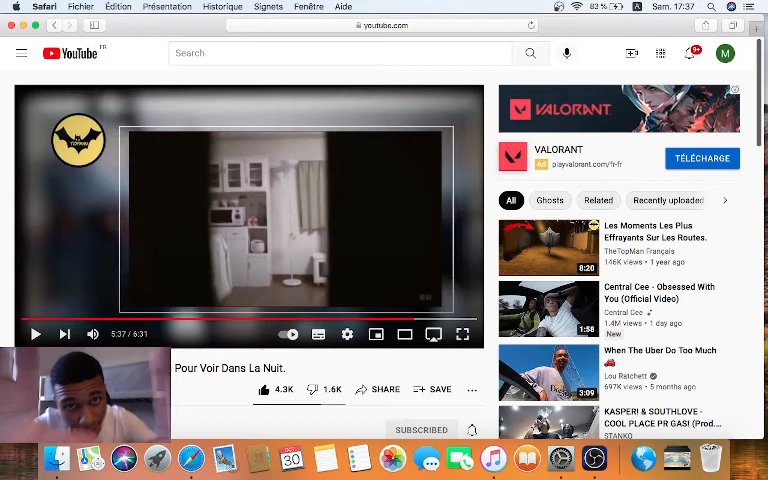 Safari Fichier Édition Présentation Historique Signets Fenêtre Aide 83 % A Sam. 17:37
youtube.com
YouTube FR
Search
9+
M
TOPMAN
VALORANT
VALORANT
Ad playvalorant.com/fr-fr
TÉLÉCHARGE
All Ghosts Related Recently uploaded
Les Moments Les Plus
Effrayants Sur Les Routes.
TheTopMan Français
146K views • 1 year ago
8:20
Central Cee - Obsessed With
You (Official Video)
Central Cee
1.4M views • 1 day ago
New
1:58
When The Uber Do Too Much
🚗
Lou Ratchett
697K views • 5 months ago
3:09
KASPER! & SOUTHLOVE -
COOL PLACE PR GAS! (Prod....
STANKO
5:37 / 6:31
Pour Voir Dans La Nuit.
4.3K 1.6K SHARE SAVE
SUBSCRIBED
OCT
30